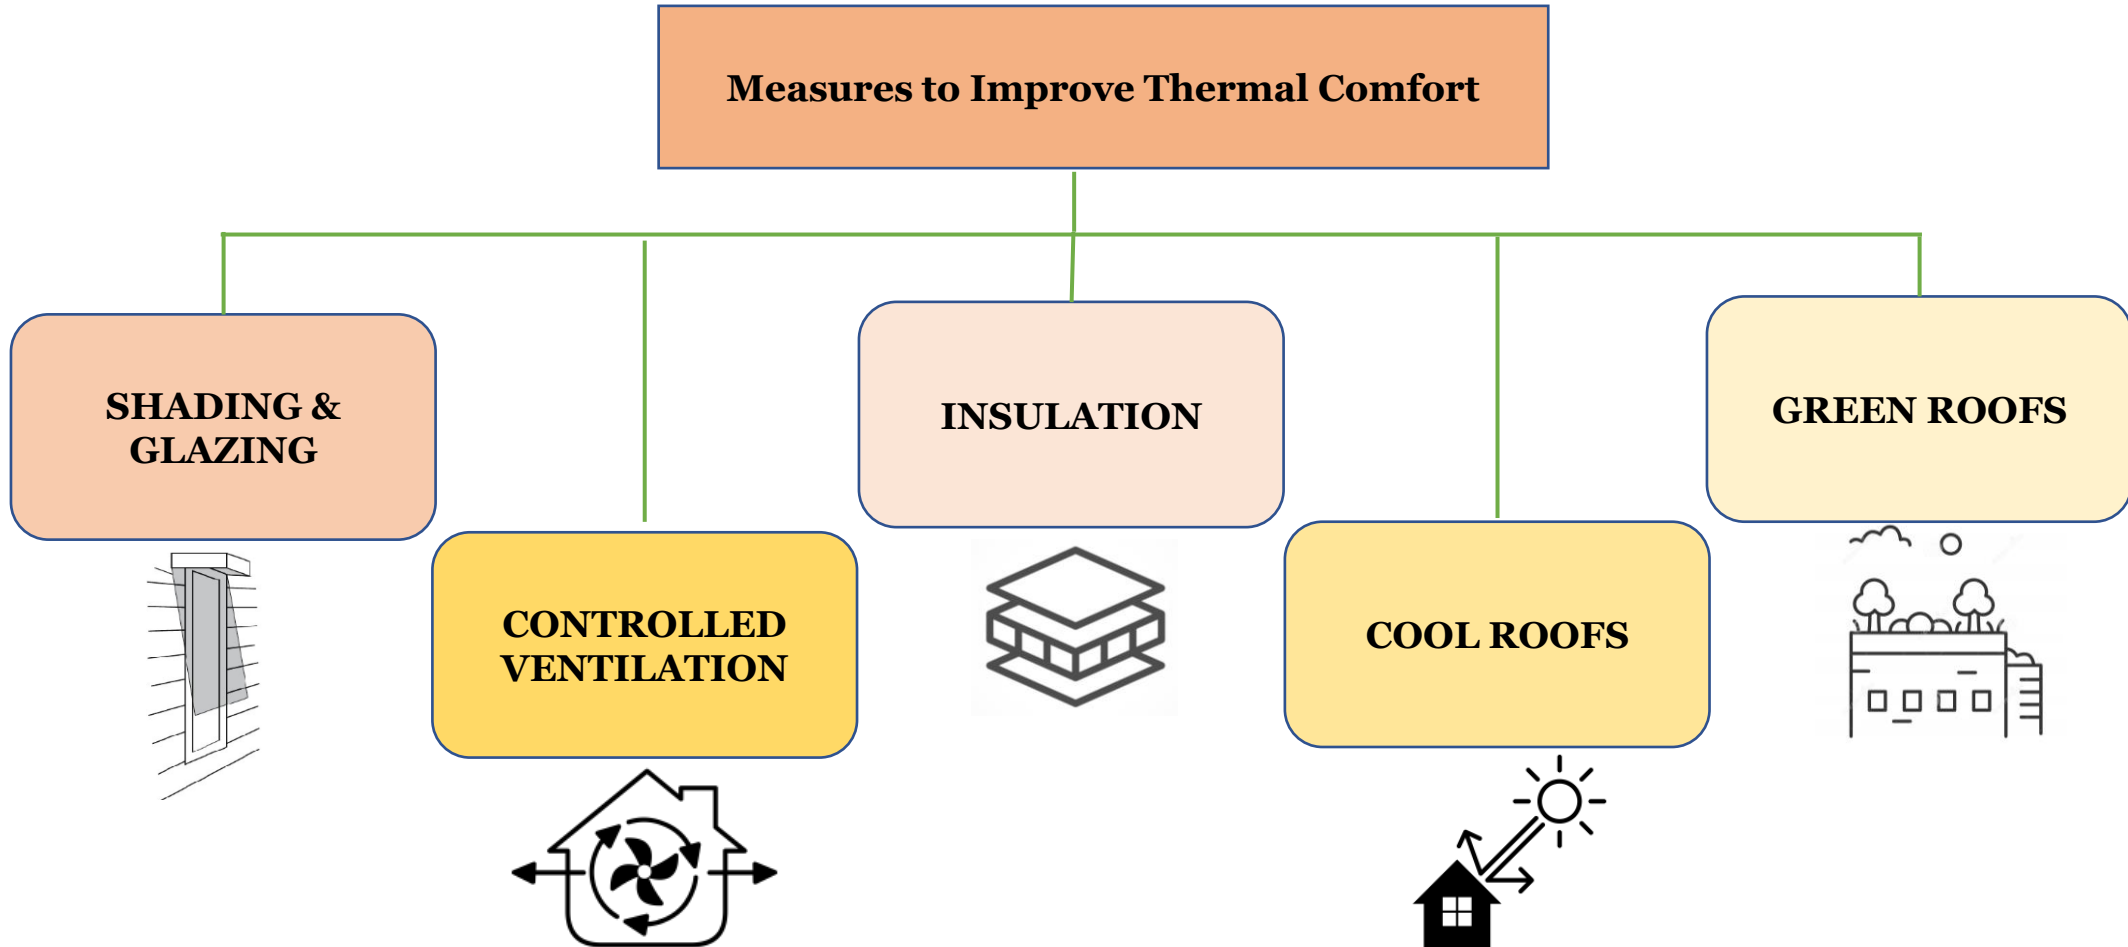 Measures to Improve Thermal Comfort
SHADING &
GLAZING
CONTROLLED
VENTILATION
INSULATION
COOL ROOFS
GREEN ROOFS